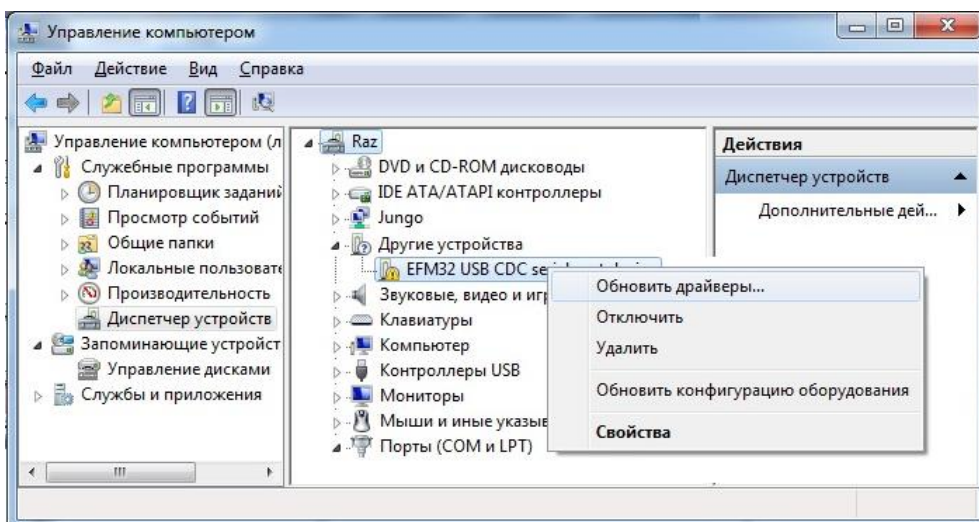 Управление компьютером
Файл Действие Вид Справка
Управление компьютером (л
Служебные программы
Планировщик заданий
Просмотр событий
Общие папки
Локальные пользовате
Производительность
Диспетчер устройств
Запоминающие устройст
Управление дисками
Службы и приложения
Raz
DVD и CD-ROM дисководы
IDE ATA/ATAPI контроллеры
Jungo
Другие устройства
EFM32 USB CDC
Звуковые, видео и игр
Клавиатуры
Компьютер
Контроллеры USB
Мониторы
Мыши и иные указыв
Порты (COM и LPT)
Обновить драйверы...
Отключить
Удалить
Обновить конфигурацию оборудования
Свойства
Действия
Диспетчер устройств
Дополнительные дей...